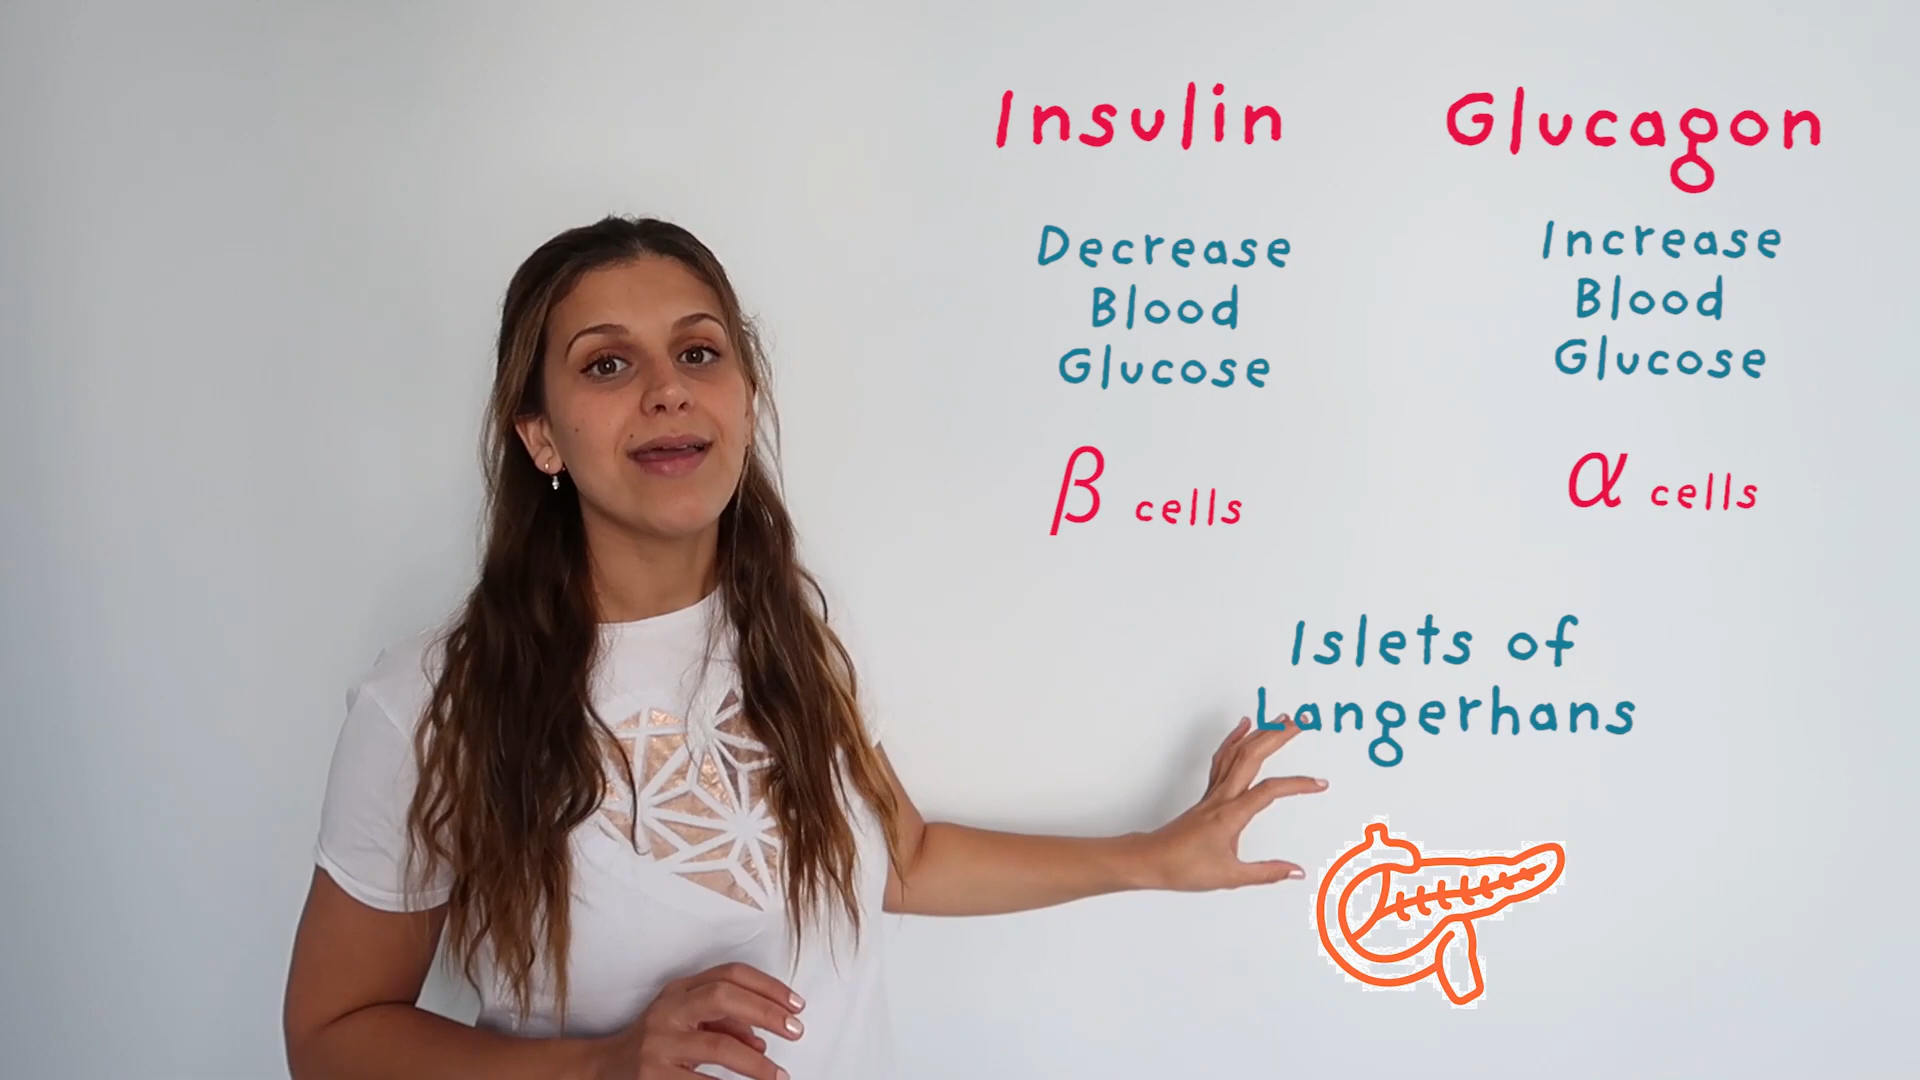 Insulin
Decrease
Blood
Glucose
β cells
Glucagon
Increase
Blood
Glucose
α cells
Islets of
Langerhans